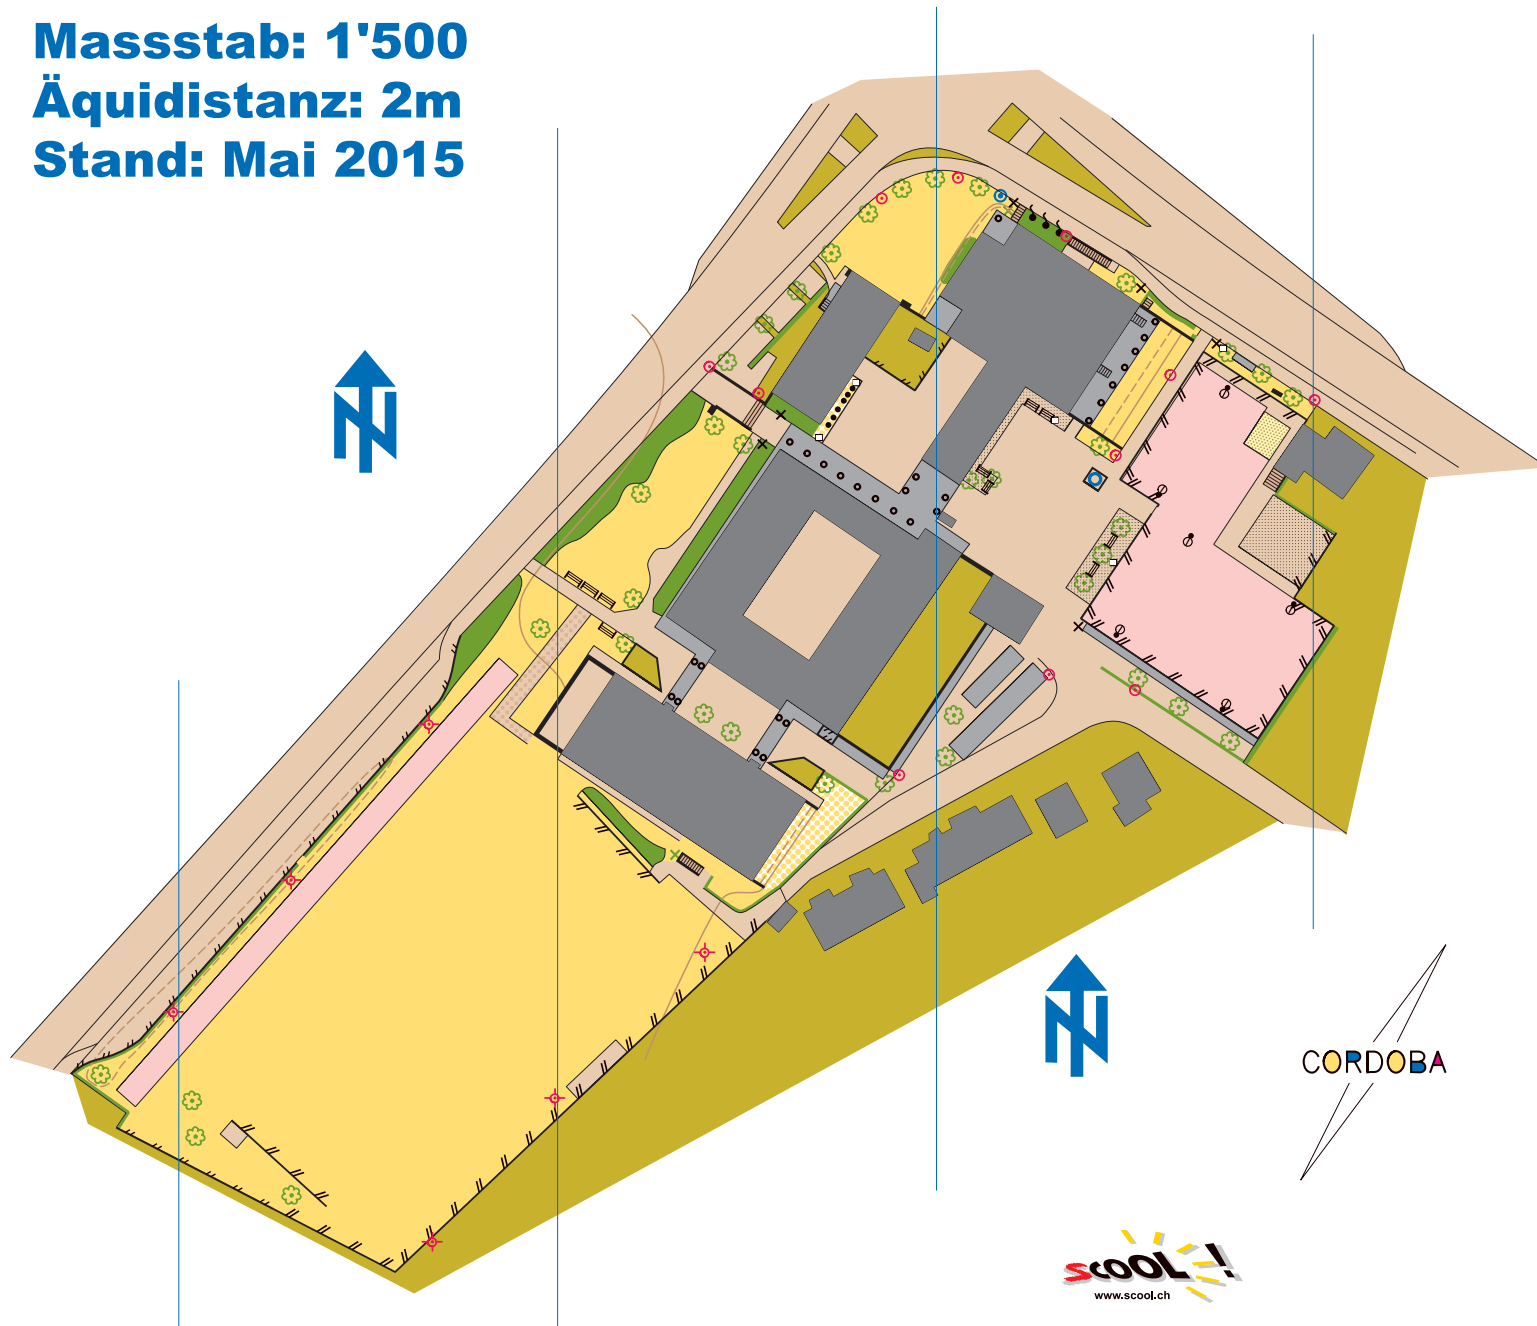 Massstab: 1'500
Äquidistanz: 2m
Stand: Mai 2015
N
N
CORDOBA
sCOOL!
www.scool.ch